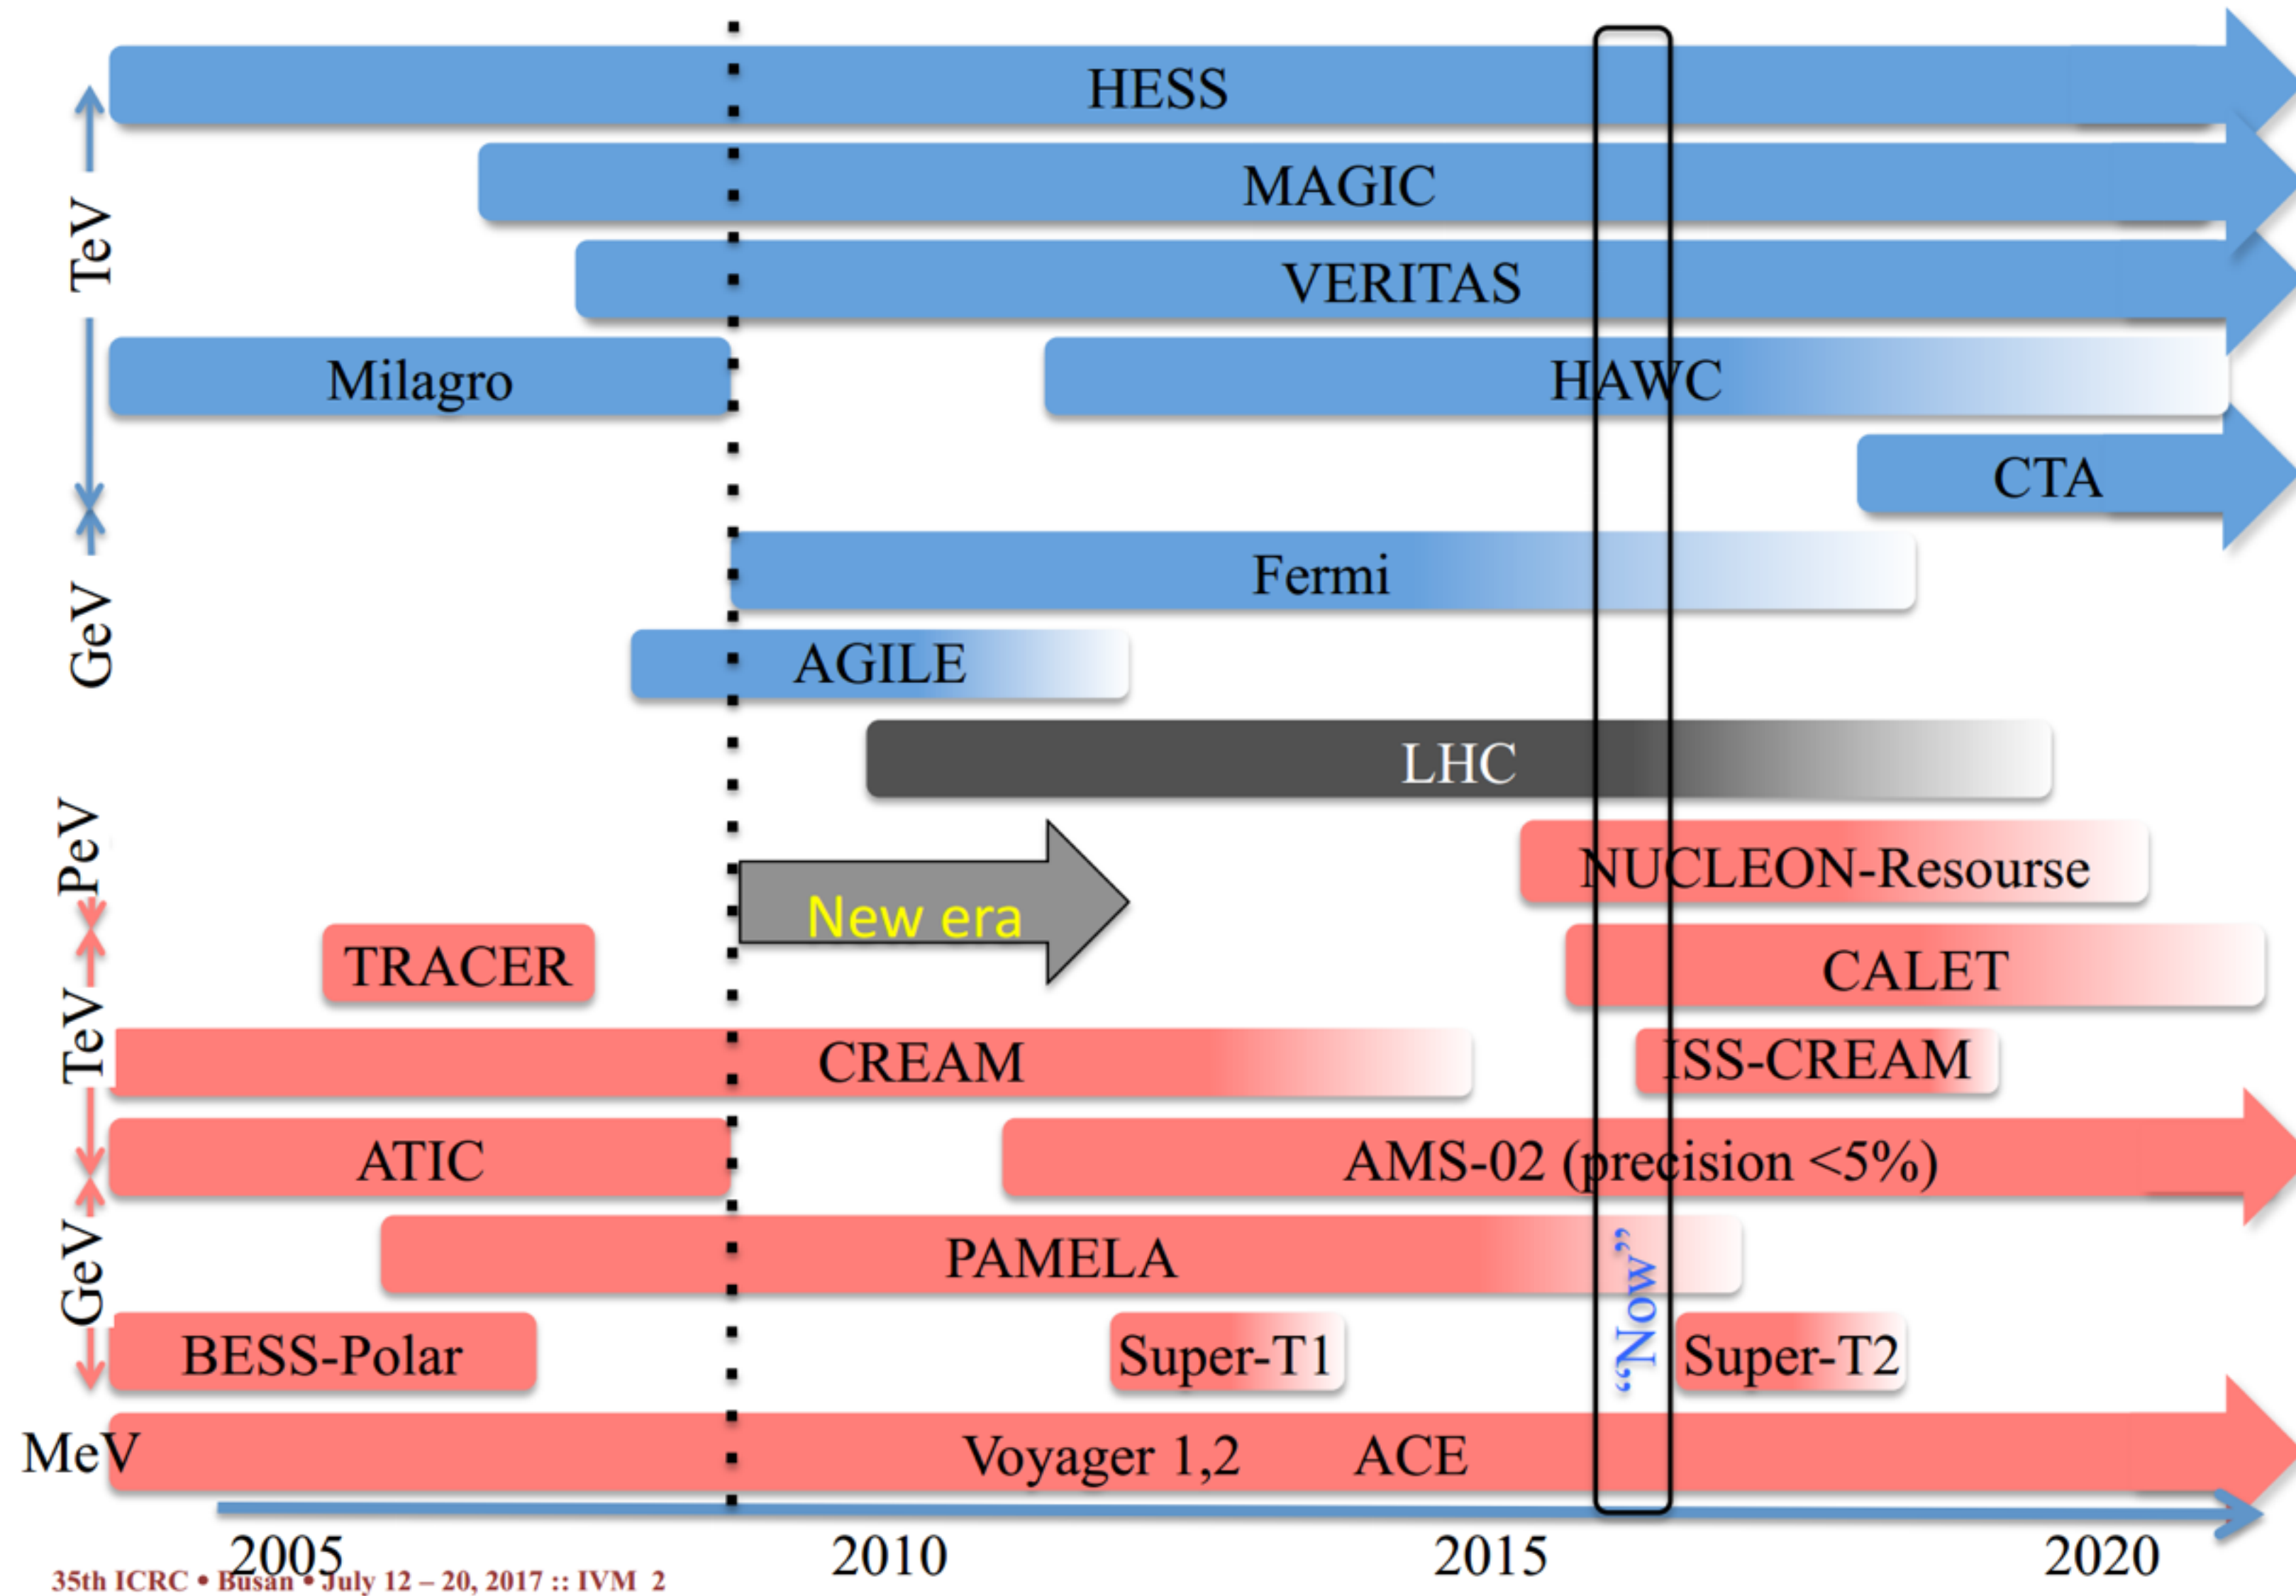 HESS
MAGIC
TeV
VERITAS
Milagro
HAWC
CTA
GeV
Fermi
AGILE
LHC
PeV
NUCLEON-Resourse
New era
TRACER
CALET
TeV
CREAM
ISS-CREAM
ATIC
AMS-02 (precision <5%)
GeV
PAMELA
“Now”
BESS-Polar
Super-T1
Super-T2
MeV
Voyager 1,2
ACE
2005
2010
2015
2020
35th ICRC • Busan • July 12 – 20, 2017 :: IVM 2